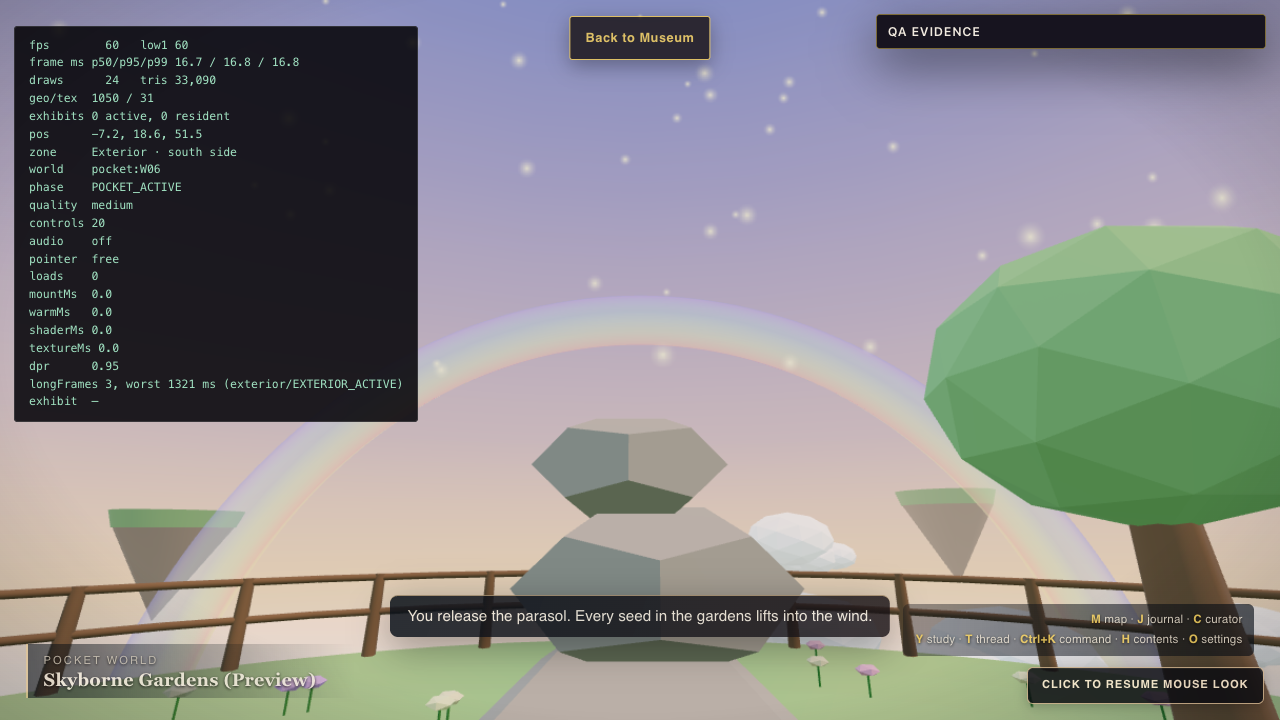 fps 60 low1 60
frame ms p50/p95/p99 16.7 / 16.8 / 16.8
draws 24 tris 33,090
geo/tex 1050 / 31
exhibits 0 active, 0 resident
pos −7.2, 18.6, 51.5
zone Exterior · south side
world pocket:W06
phase POCKET_ACTIVE
quality medium
controls 20
audio off
pointer free
loads 0
mountMs 0.0
warmMs 0.0
shaderMs 0.0
textureMs 0.0
dpr 0.95
longFrames 3, worst 1321 ms (exterior/EXTERIOR_ACTIVE)
exhibit —
Back to Museum
QA EVIDENCE
You release the parasol. Every seed in the gardens lifts into the wind.
M map · J journal · C curator
Y study · T thread · Ctrl+K command · H contents · O settings
POCKET WORLD
Skyborne Gardens (Preview)
CLICK TO RESUME MOUSE LOOK